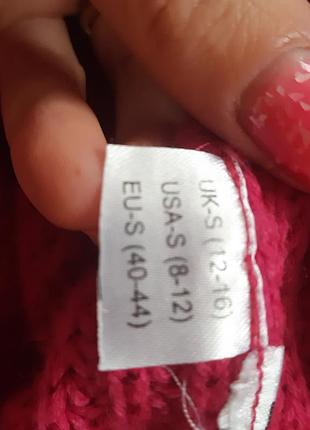 UK-S (12-16)
USA-S (8-12)
EU-S (40-44)